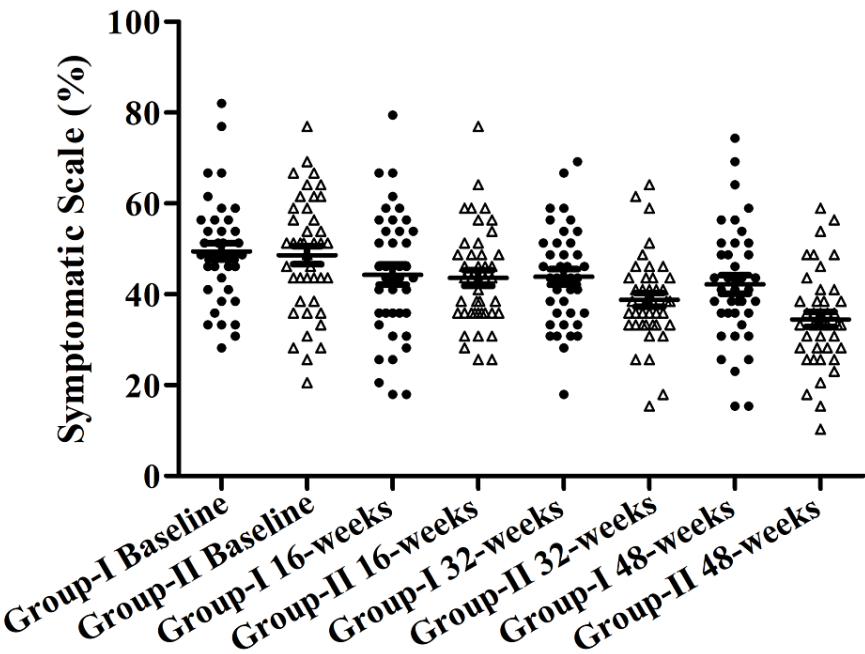 Symptomatic Scale (%)
100
80
60
40
20
0
Group-I Baseline
Group-II Baseline
Group-I 16-weeks
Group-II 16-weeks
Group-I 32-weeks
Group-II 32-weeks
Group-I 48-weeks
Group-II 48-weeks